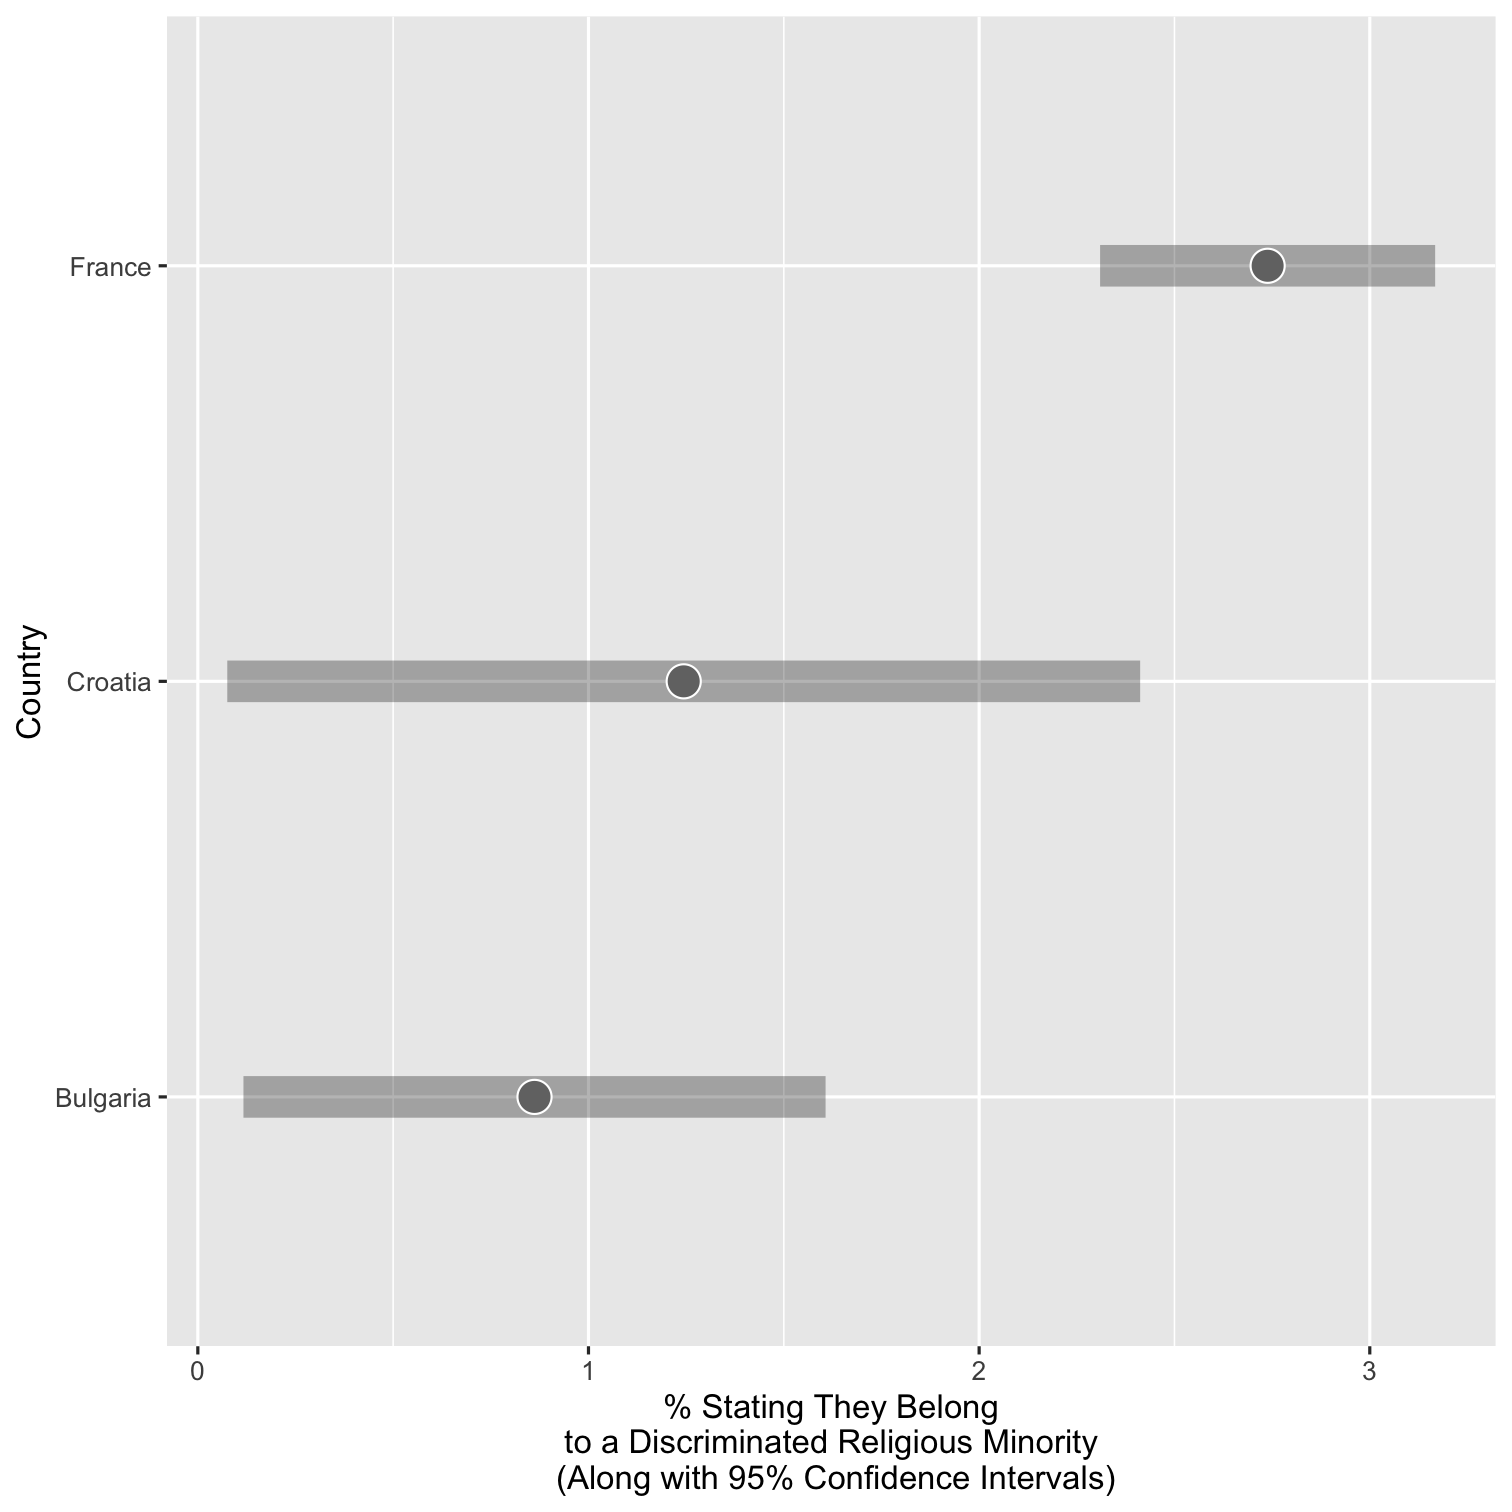 France
Croatia
Bulgaria
Country
0
1
2
3
% Stating They Belong
to a Discriminated Religious Minority
(Along with 95% Confidence Intervals)